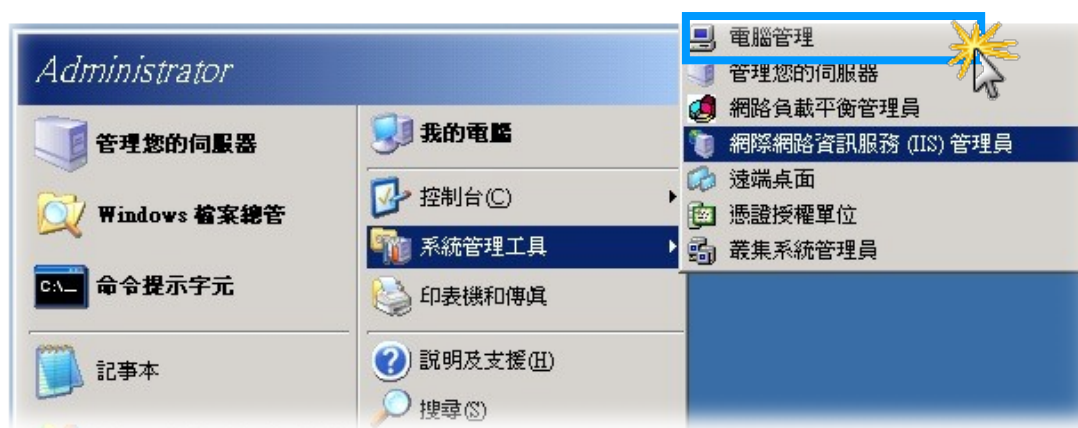 Administrator
管理您的伺服器
Windows 檔案總管
命令提示字元
C:\_
記事本
我的電腦
控制台(C)
系統管理工具
印表機和傳真
說明及支援(H)
搜尋(S)
電腦管理
管理您的伺服器
網路負載平衡管理員
網際網路資訊服務 (IIS) 管理員
遠端桌面
憑證授權單位
叢集系統管理員